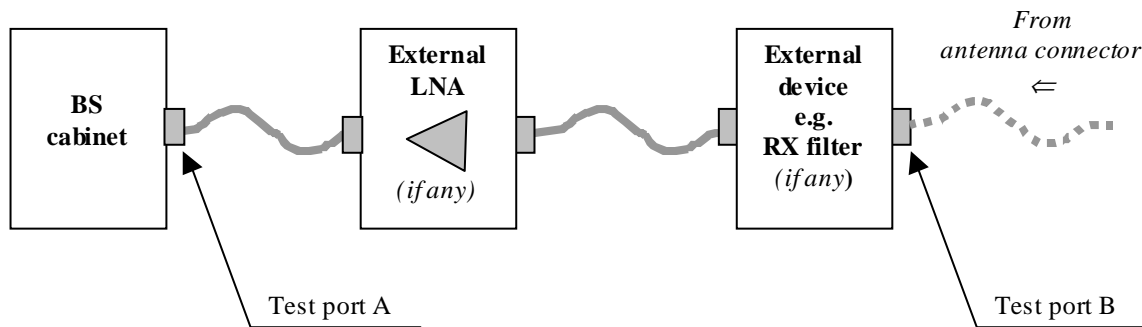 BS
cabinet
External
LNA
(if any)
External
device
e.g.
RX filter
(if any)
From
antenna connector
⇐
Test port A
Test port B